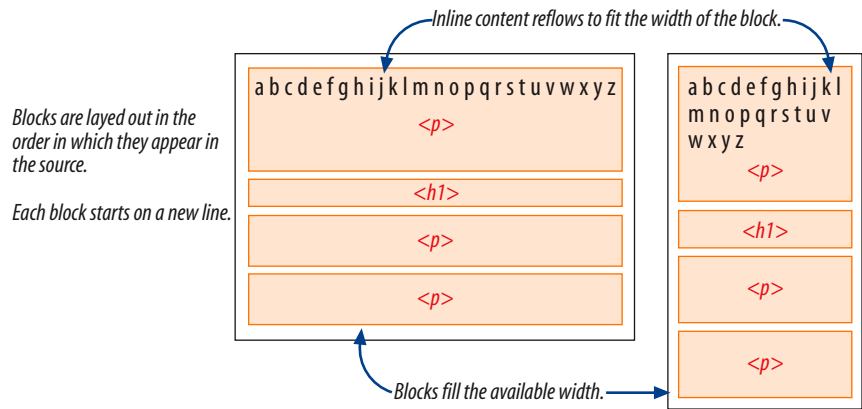 Inline content reflows to fit the width of the block.
a b c d e f g h i j k l m n o p q r s t u v w x y z
<p>
<h1>
<p>
<p>
a b c d e f g h i j k l
m n o p q r s t u v
w x y z
<p>
<h1>
<p>
<p>
Blocks are layed out in the
order in which they appear in
the source.
Each block starts on a new line.
Blocks fill the available width.